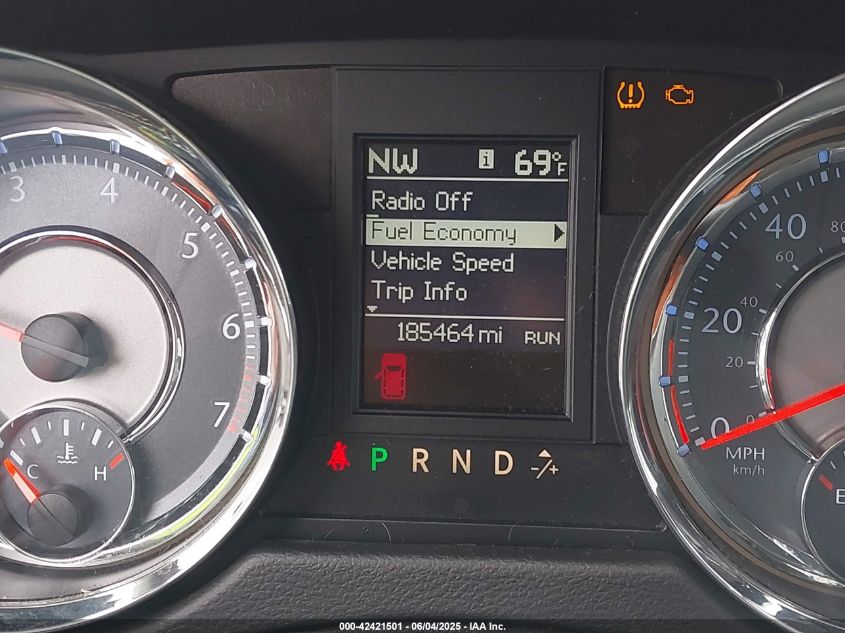 NW i 69°F
Radio Off
Fuel Economy
Vehicle Speed
Trip Info
185464 mi RUN
P R N D -/+
3 4 5 6 7
C H
40 20 0
80 60 40 20 0
MPH
km/h
E
000-42421501 - 06/04/2025 - IAA Inc.